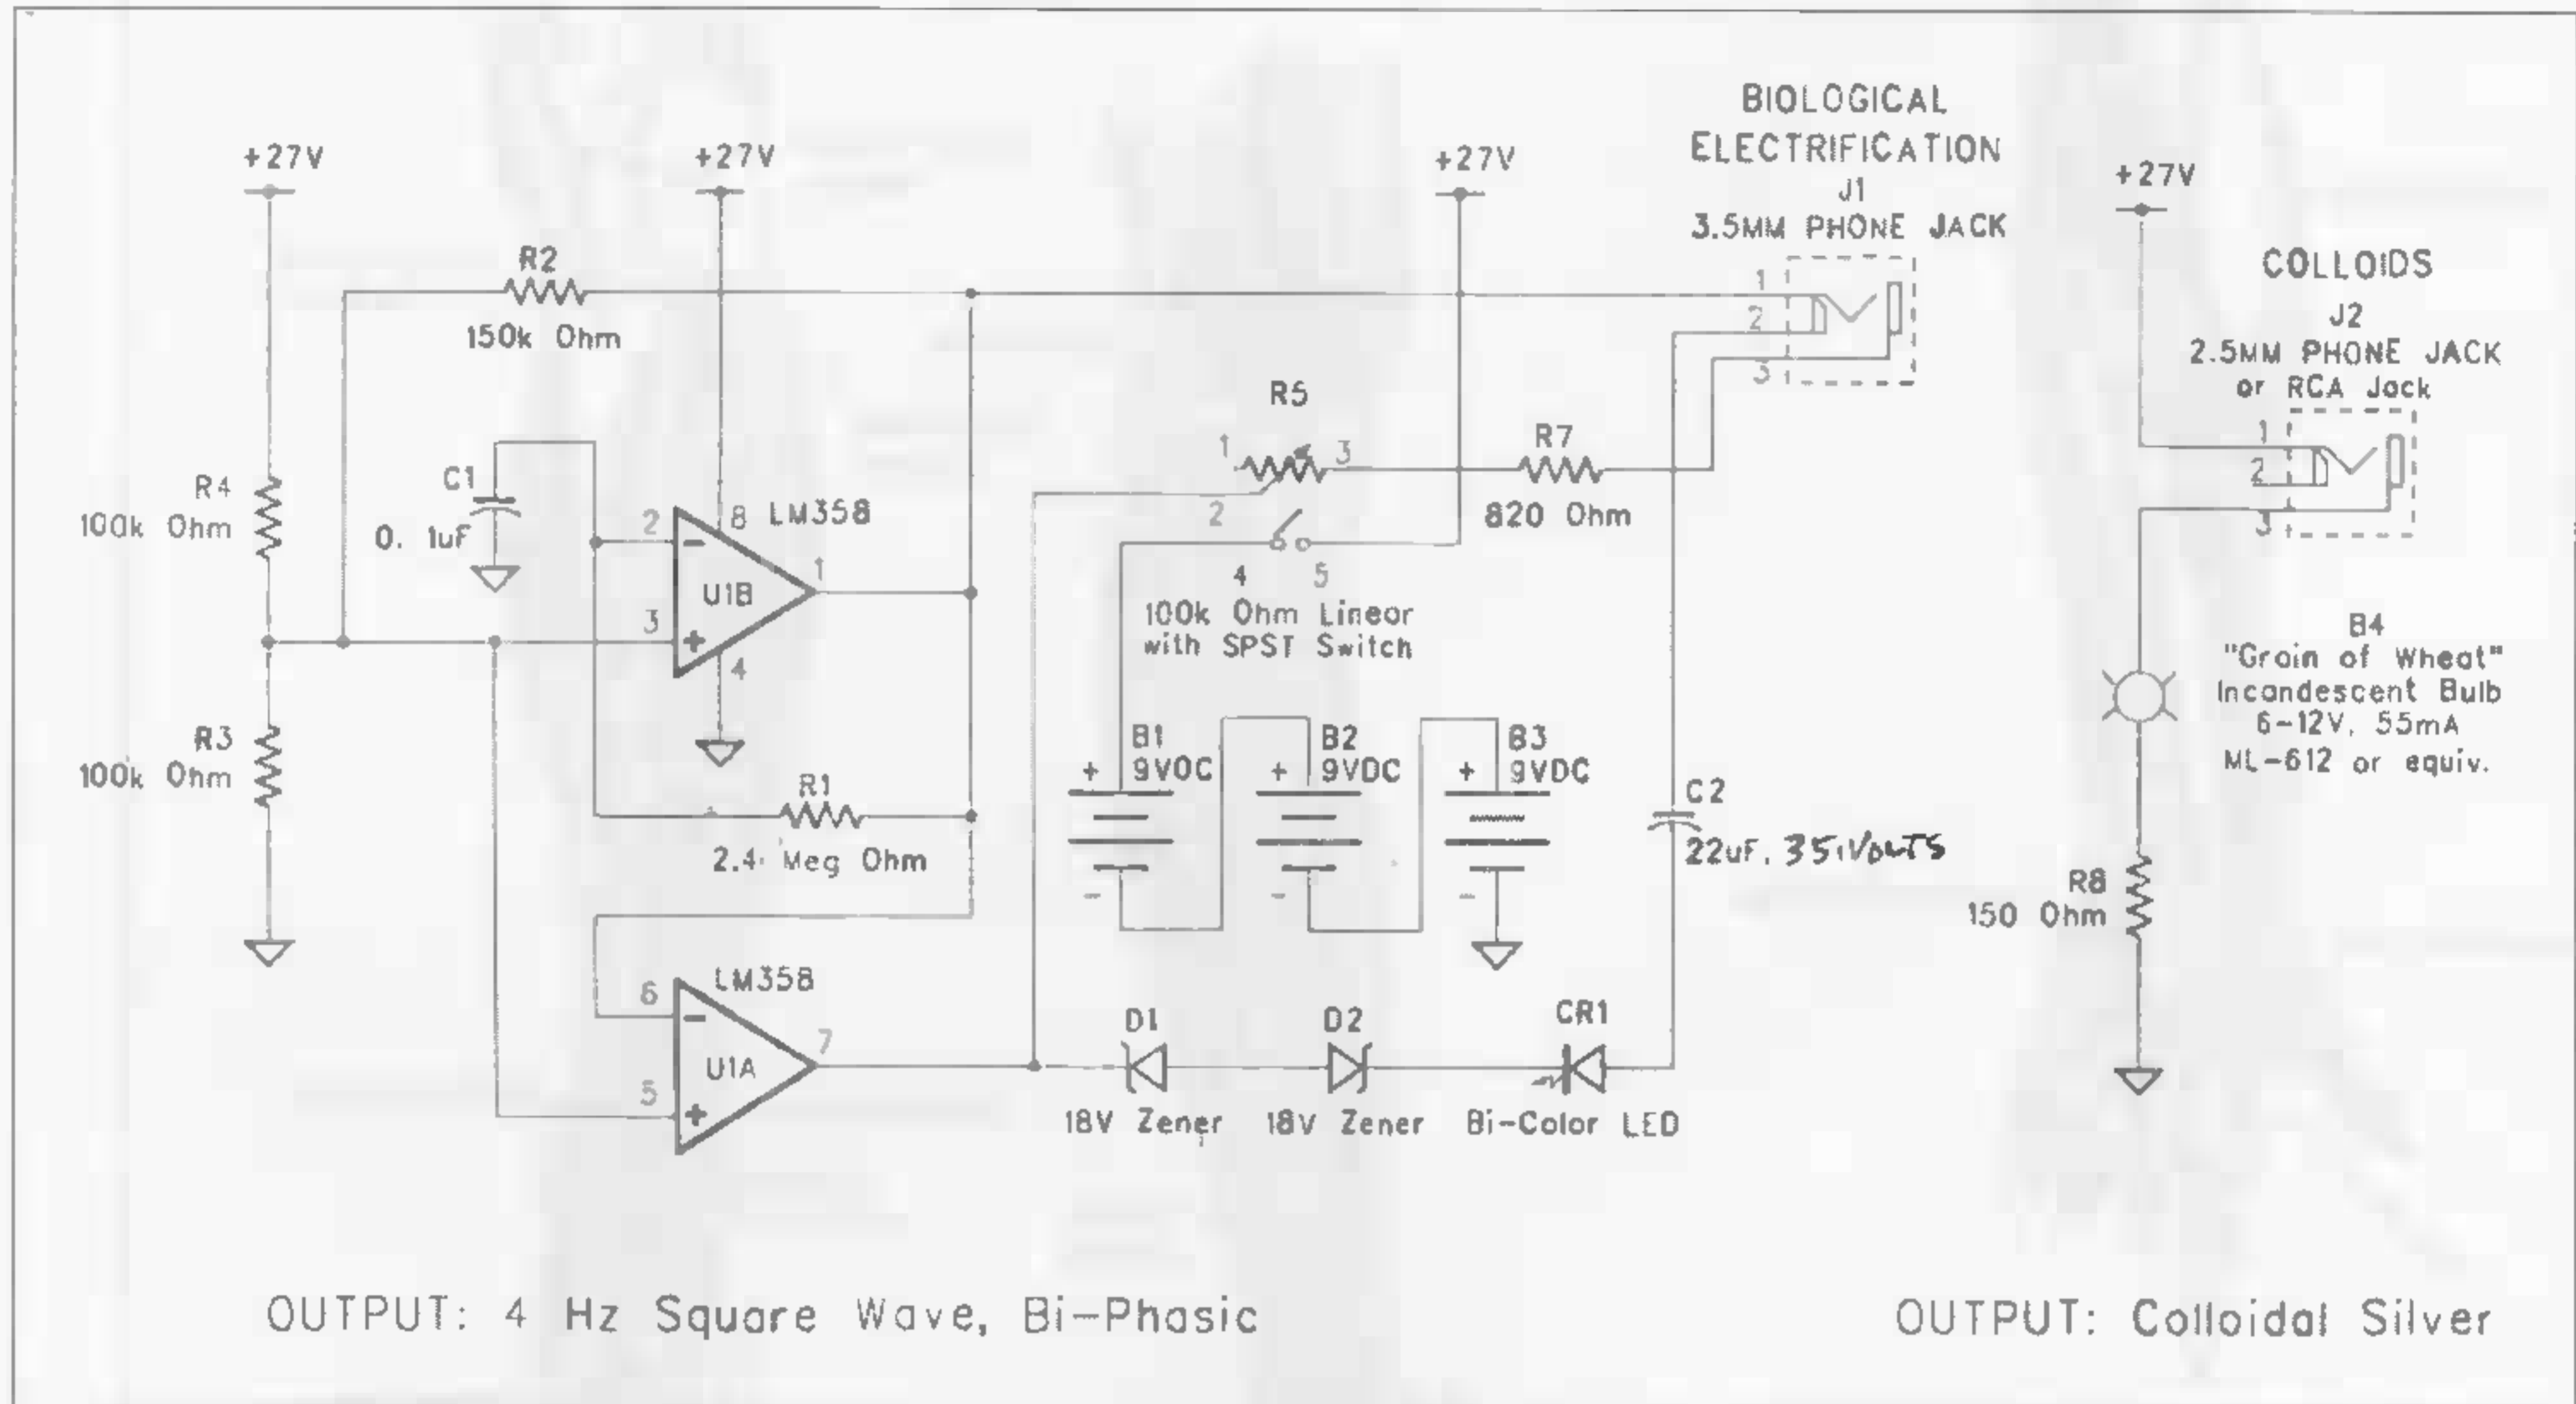 +27V
+27V
+27V
BIOLOGICAL
ELECTRIFICATION
J1
3.5MM PHONE JACK
1
2
3
+27V
COLLOIDS
J2
2.5MM PHONE JACK
or RCA Jack
1
2
3
R2
150k Ohm
R4
100k Ohm
C1
0. 1uF
2
3
8
LM358
U1B
1
4
R5
1
3
2
4
5
100k Ohm Linear
with SPST Switch
R7
820 Ohm
B4
"Grain of Wheat"
Incandescent Bulb
6-12V, 55mA
ML-612 or equiv.
R3
100k Ohm
R1
2.4 Meg Ohm
B1
+ 9VDC
-
B2
+ 9VDC
-
B3
+ 9VDC
-
C2
22uF, 35 VOLTS
R8
150 Ohm
LM358
6
5
U1A
7
D1
18V Zener
D2
18V Zener
CR1
Bi-Color LED
OUTPUT: 4 Hz Square Wave, Bi-Phasic
OUTPUT: Colloidal Silver